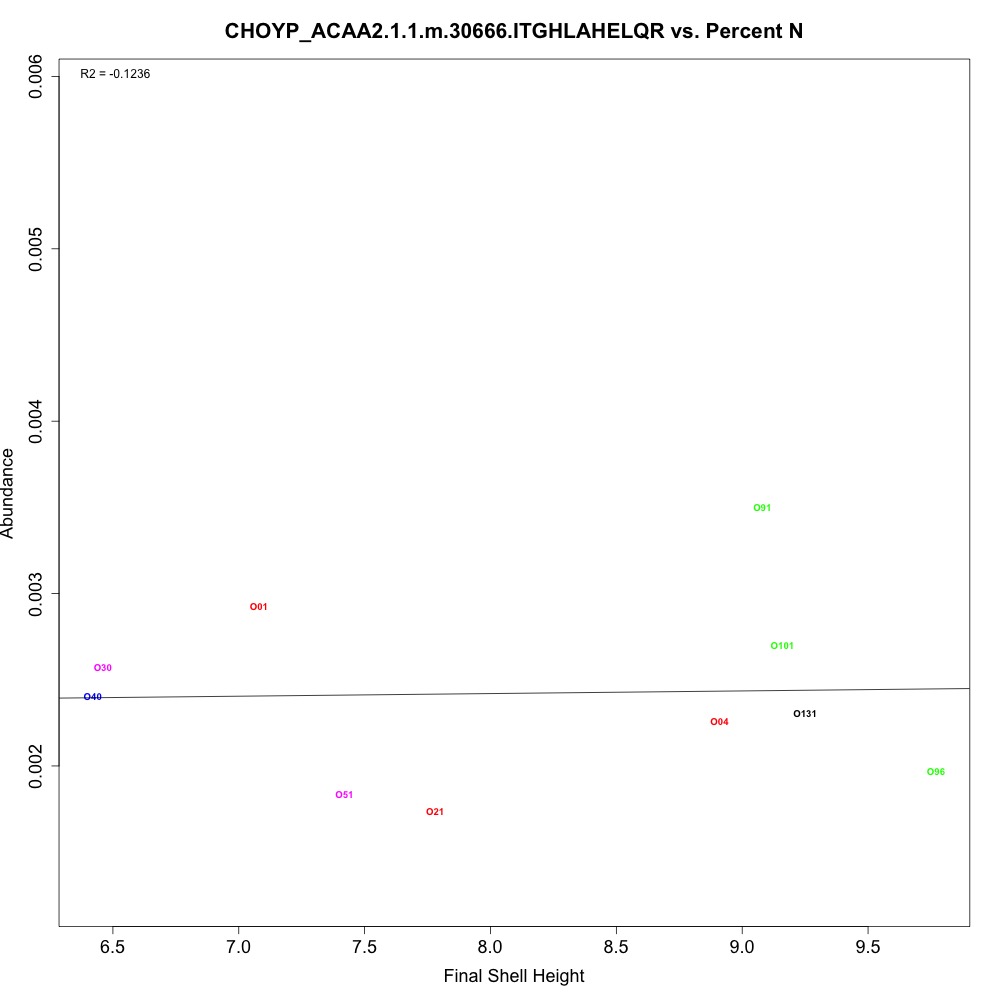 CHOYP_ACAA2.1.1.m.30666.ITGHLAHELQR vs. Percent N
R2 = -0.1236
0.006
0.005
0.004
0.003
0.002
Abundance
O91
O01
O101
O30
O40
O131
O04
O96
O51
O21
6.5 7.0 7.5 8.0 8.5 9.0 9.5
Final Shell Height